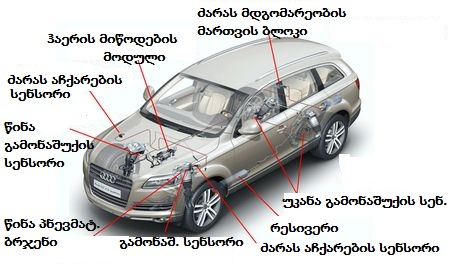 ძარას მდგომარეობის
მართვის ბლოკი
ჰაერის მიწოდების
მოდული
ძარას აჩქარების
სენსორი
წინა
გამონაშუქის
სენსორი
უკანა გამონაშუქის სენ.
წინა პნევმატ.
ბრჯენი
გამონაშ. სენსორი
რესივერი
ძარას აჩქარების სენსორი